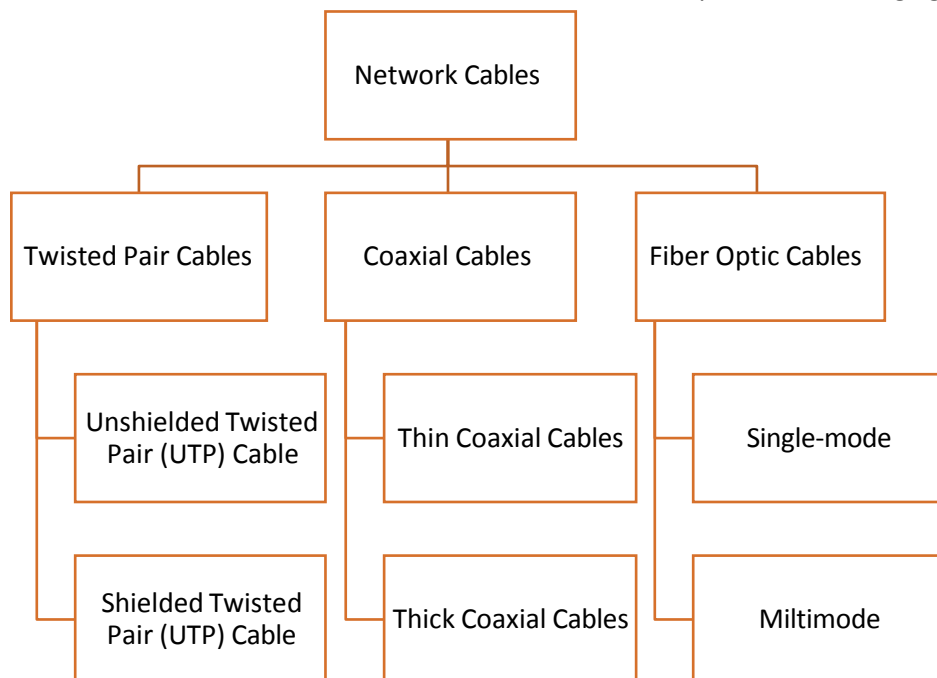 Network Cables
Twisted Pair Cables
Coaxial Cables
Fiber Optic Cables
Unshielded Twisted
Pair (UTP) Cable
Thin Coaxial Cables
Single-mode
Shielded Twisted
Pair (UTP) Cable
Thick Coaxial Cables
Miltimode